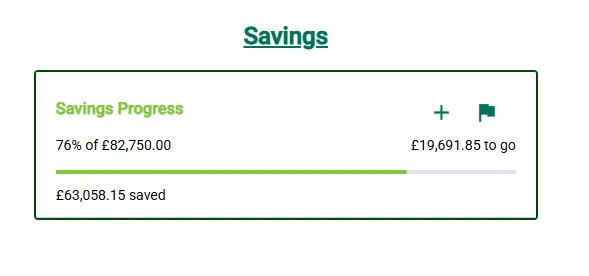 Savings
Savings Progress
76% of £82,750.00
£19,691.85 to go
£63,058.15 saved